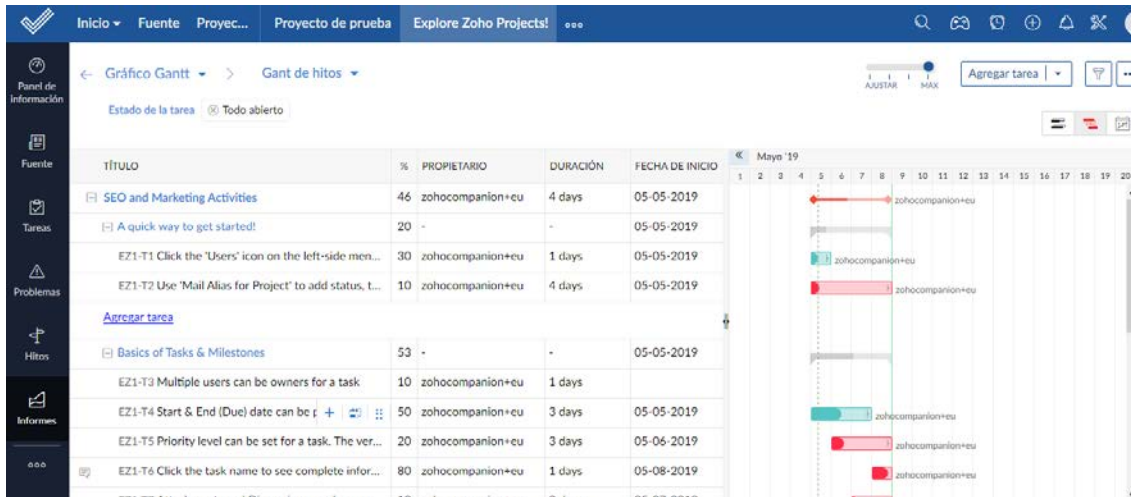 Inicio Fuente Proyec... Proyecto de prueba Explore Zoho Projects!
Panel de información
Fuente
Tareas
Problemas
Hitos
Informes
Gráfico Gantt > Gant de hitos
AJUSTAR MAX
Agregar tarea
Estado de la tarea Todo abierto
TÍTULO % PROPIETARIO DURACIÓN FECHA DE INICIO « Mayo '19
1 2 3 4 5 6 7 8 9 10 11 12 13 14 15 16 17 18 19 20
SEO and Marketing Activities 46 zohocompanion+eu 4 days 05-05-2019 zohocompanion+eu
A quick way to get started! 20 - - 05-05-2019
EZ1-T1 Click the 'Users' icon on the left-side men... 30 zohocompanion+eu 1 days 05-05-2019 zohocompanion+eu
EZ1-T2 Use 'Mail Alias for Project' to add status, t... 10 zohocompanion+eu 4 days 05-05-2019 zohocompanion+eu
Agregar tarea
Basics of Tasks & Milestones 53 - - 05-05-2019
EZ1-T3 Multiple users can be owners for a task 10 zohocompanion+eu 1 days
EZ1-T4 Start & End (Due) date can be 50 zohocompanion+eu 3 days 05-05-2019 zohocompanion+eu
EZ1-T5 Priority level can be set for a task. The ver... 20 zohocompanion+eu 3 days 05-06-2019 zohocompanion+eu
EZ1-T6 Click the task name to see complete infor... 80 zohocompanion+eu 1 days 05-08-2019 zohocompanion+eu